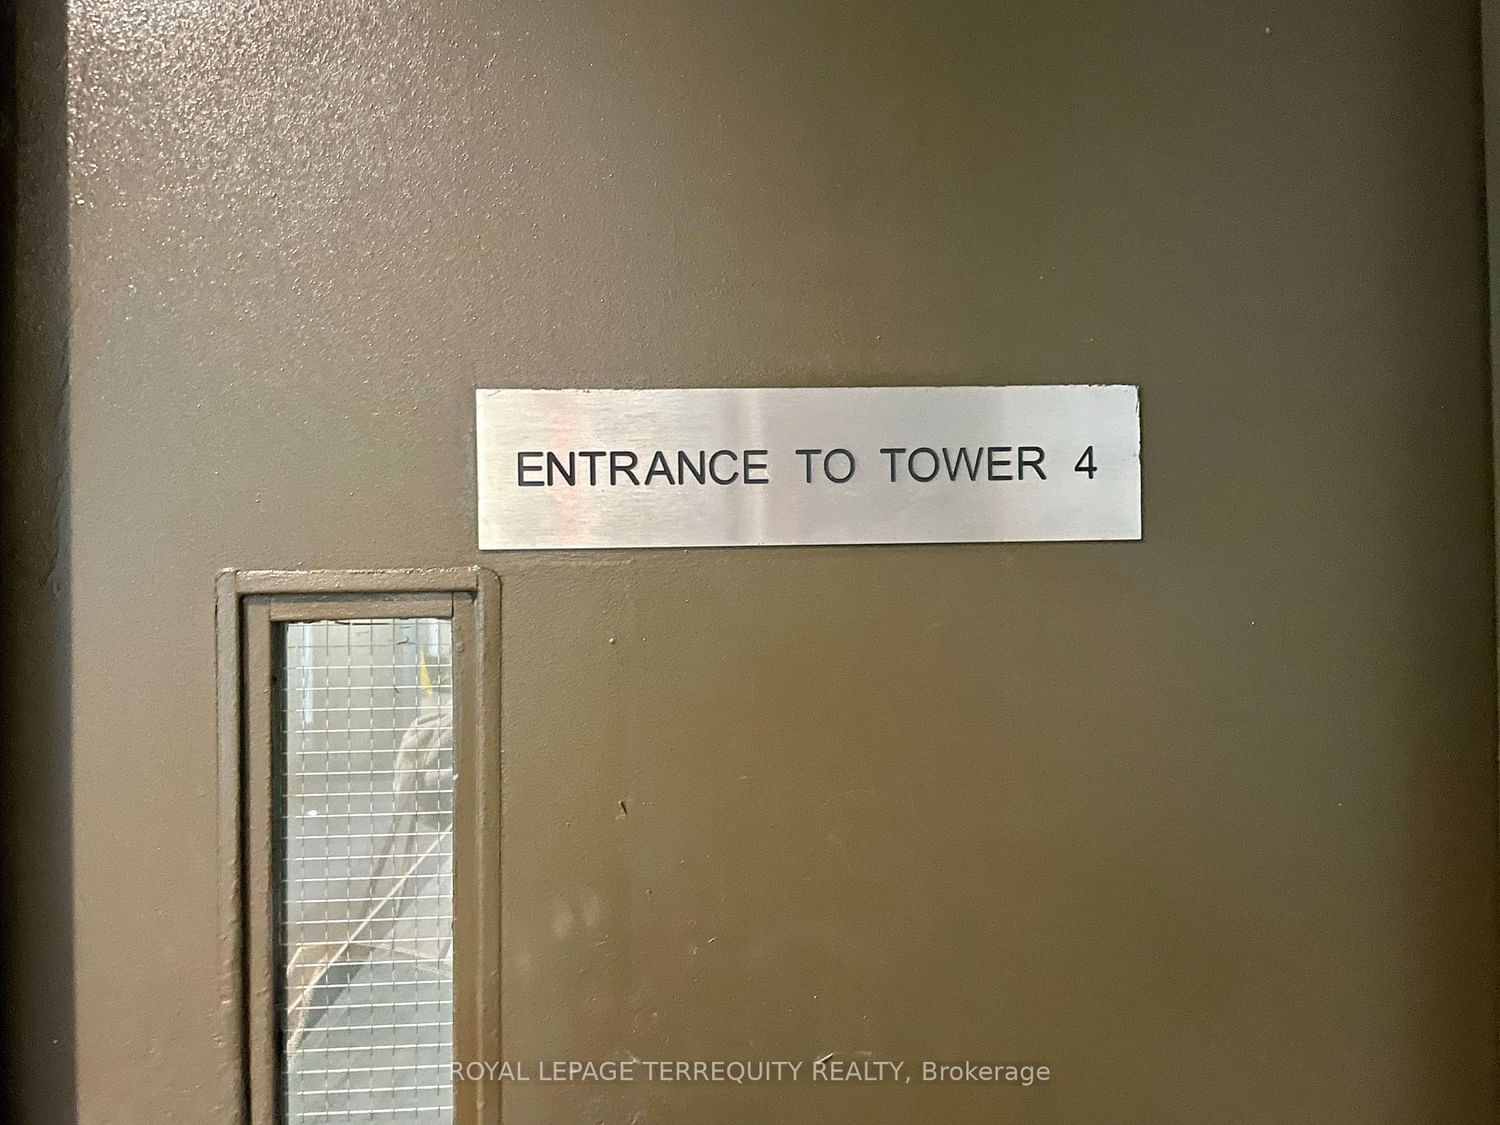 ENTRANCE TO TOWER 4
ROYAL LEPAGE TERREQUITY REALTY, Brokerage